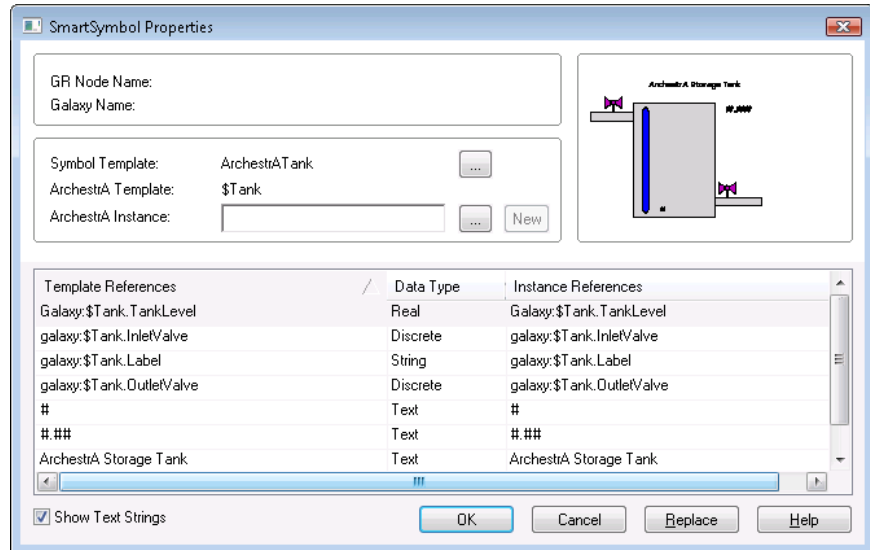 SmartSymbol Properties
GR Node Name:
Galaxy Name:
Symbol Template: ArchestrATank ...
ArchestrA Template: $Tank
ArchestrA Instance: ... New
ArchestrA Storage Tank
#.###
#
Template References Data Type Instance References
Galaxy:$Tank.TankLevel Real Galaxy:$Tank.TankLevel
galaxy:$Tank.InletValve Discrete galaxy:$Tank.InletValve
galaxy:$Tank.Label String galaxy:$Tank.Label
galaxy:$Tank.OutletValve Discrete galaxy:$Tank.OutletValve
# Text #
#.## Text #.##
ArchestrA Storage Tank Text ArchestrA Storage Tank
Show Text Strings OK Cancel Replace Help